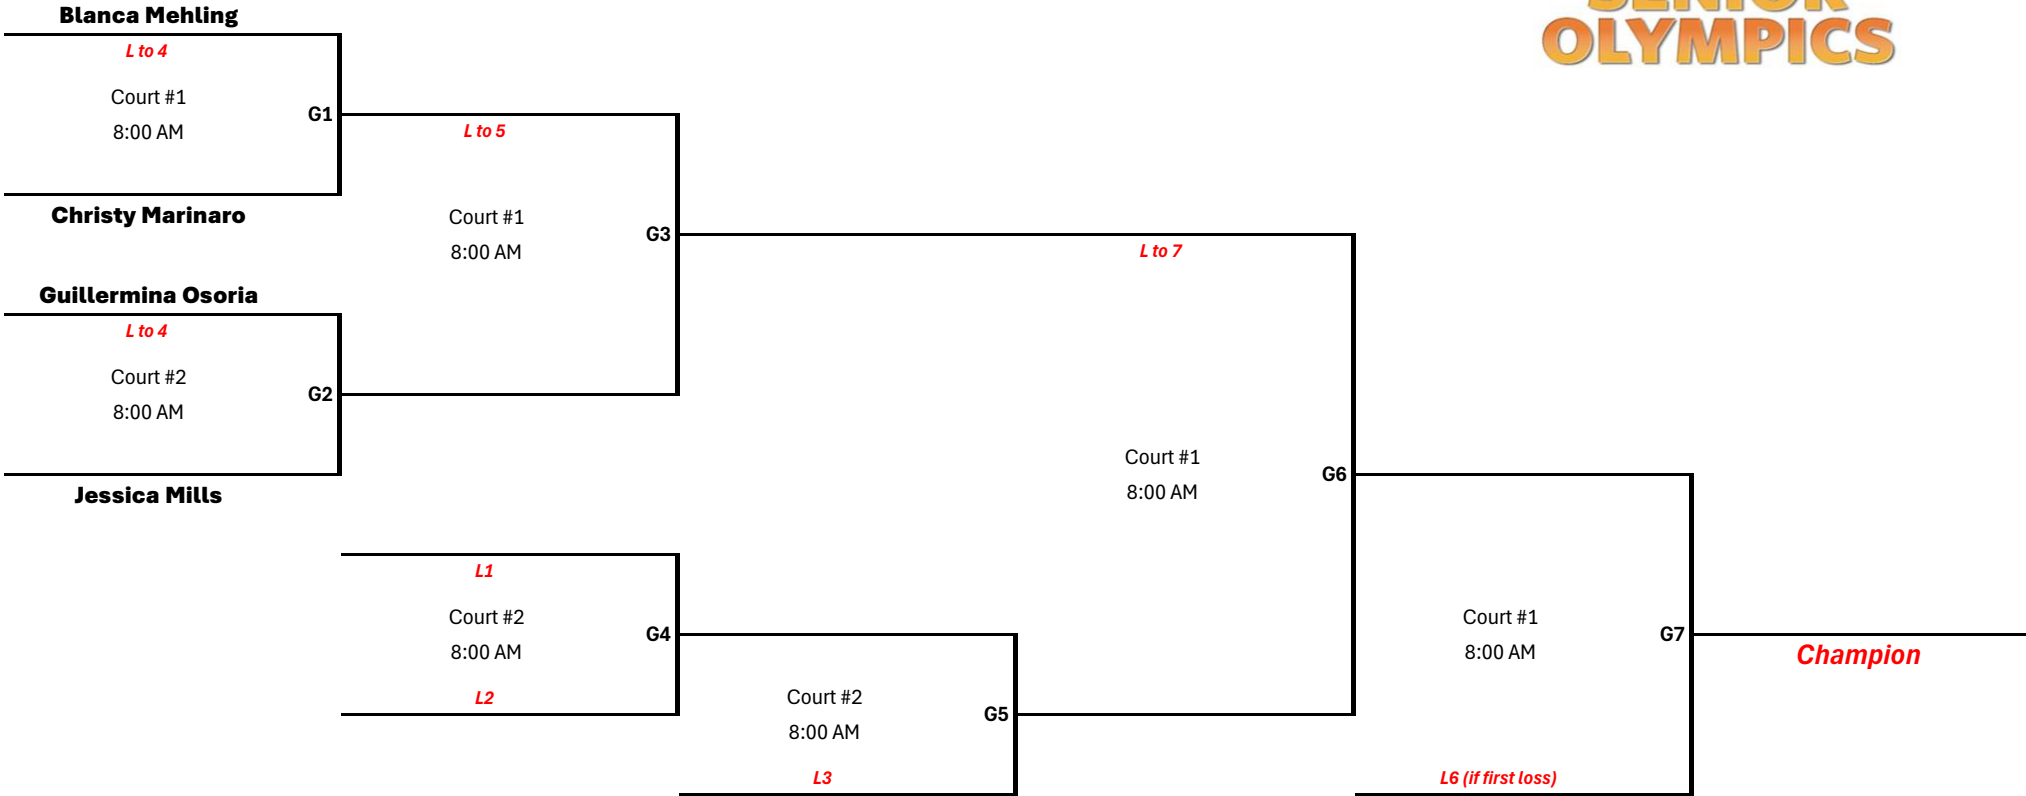 Blanca Mehling
SENIOR
OLYMPICS
L to 4
Court #1
8:00 AM
G1
L to 5
Christy Marinaro
Court #1
8:00 AM
G3
L to 7
Guillermina Osoria
L to 4
Court #2
8:00 AM
G2
Jessica Mills
Court #1
8:00 AM
G6
L1
Court #2
8:00 AM
G4
L2
Court #2
8:00 AM
G5
L3
Court #1
8:00 AM
G7
Champion
L6 (if first loss)